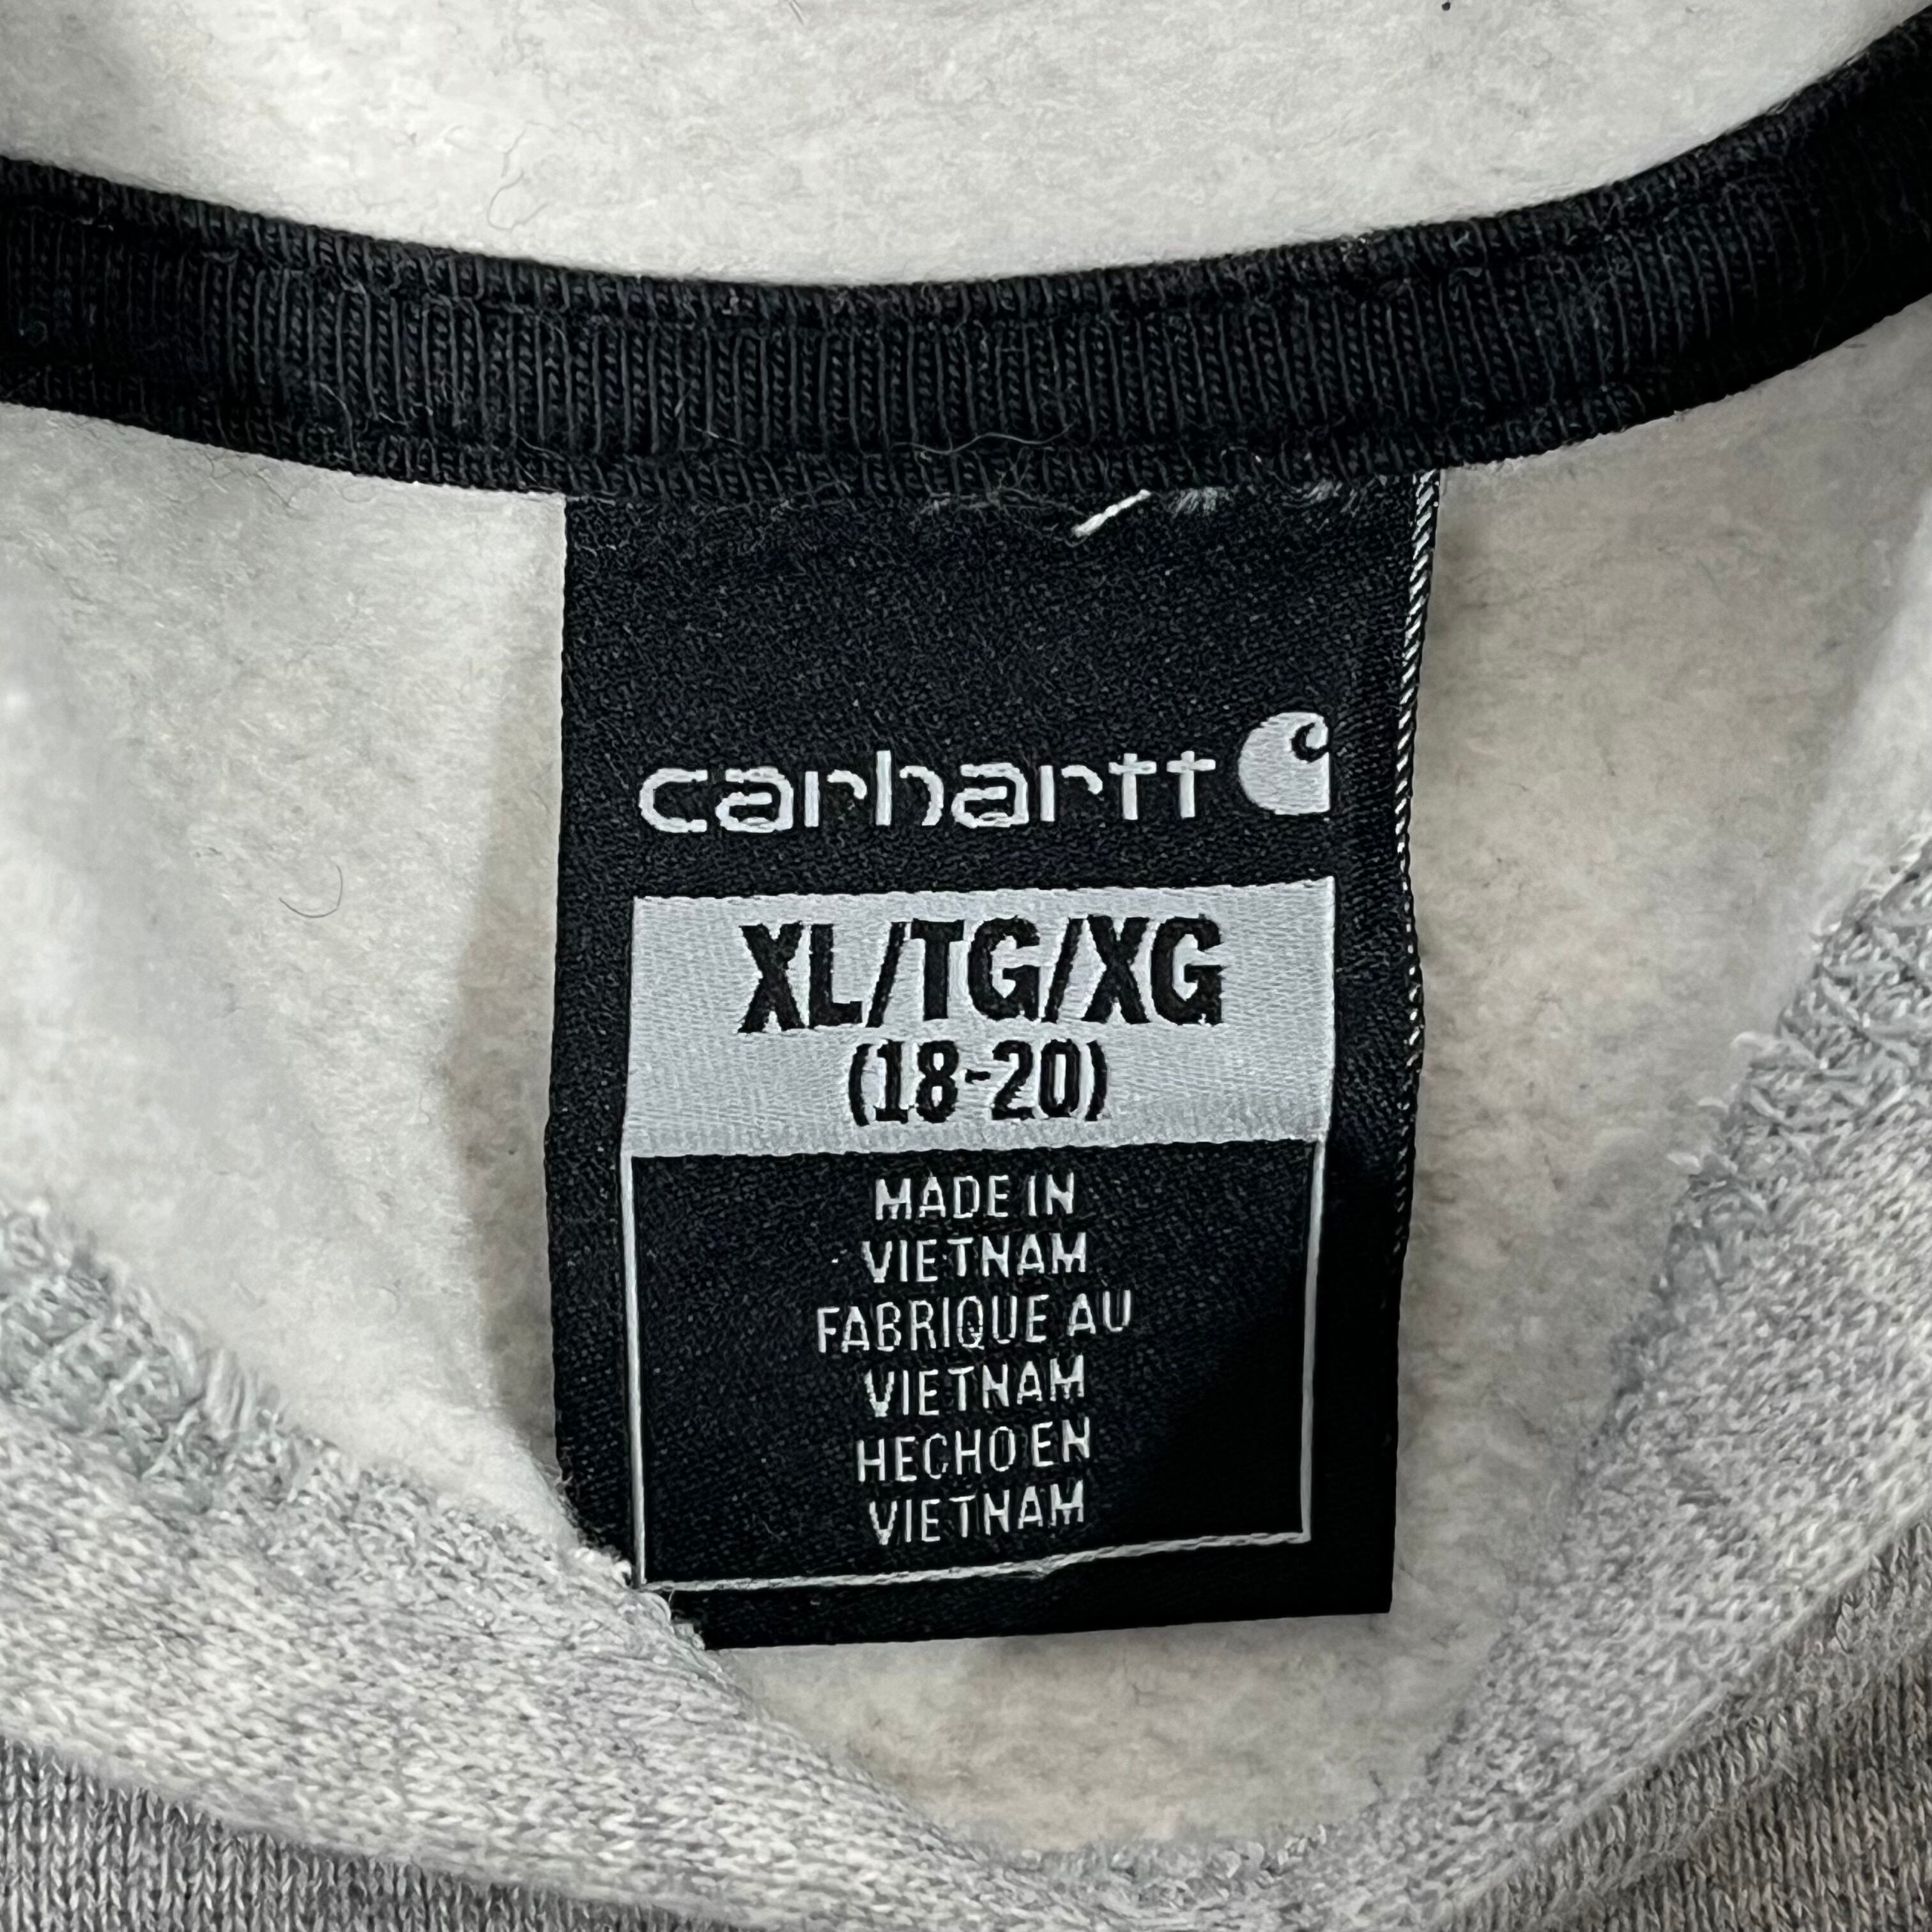 carhartt
XL/TG/XG
(18-20)
MADE IN
VIETNAM
FABRIQUE AU
VIETNAM
HECHO EN
VIETNAM